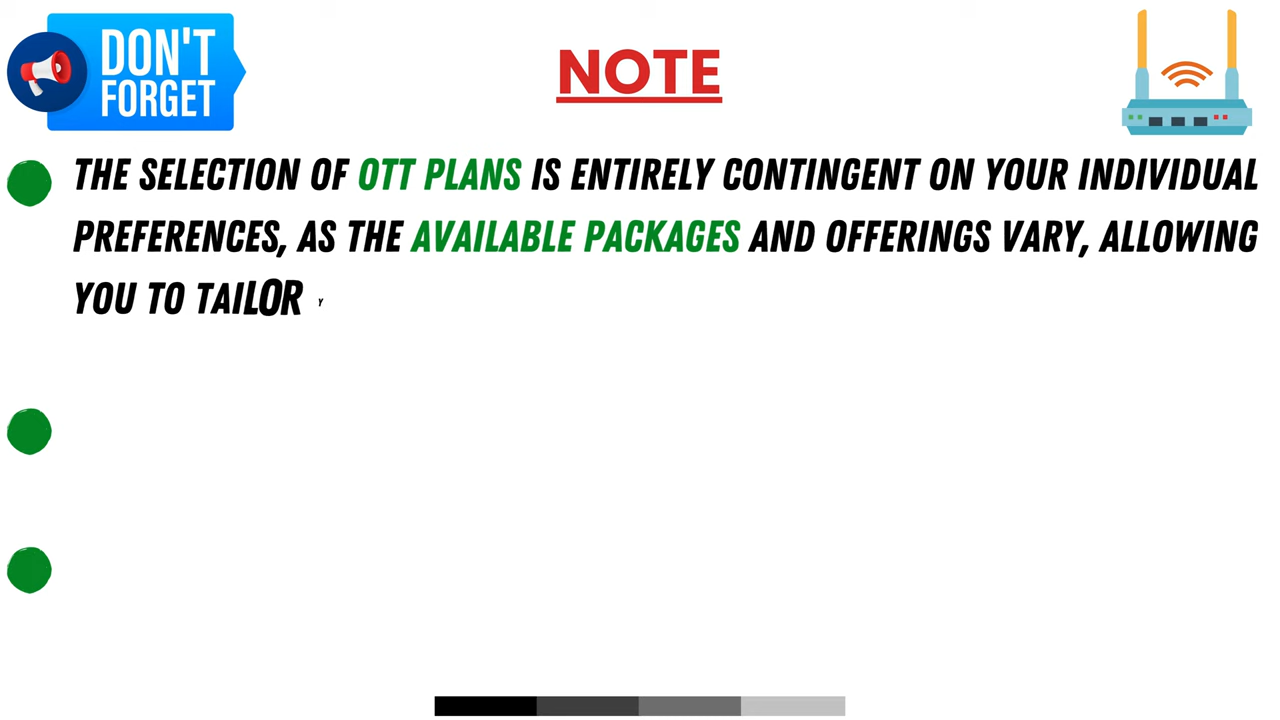 DON'T
FORGET
NOTE
THE SELECTION OF OTT PLANS IS ENTIRELY CONTINGENT ON YOUR INDIVIDUAL
PREFERENCES, AS THE AVAILABLE PACKAGES AND OFFERINGS VARY, ALLOWING
YOU TO TAILOR Y